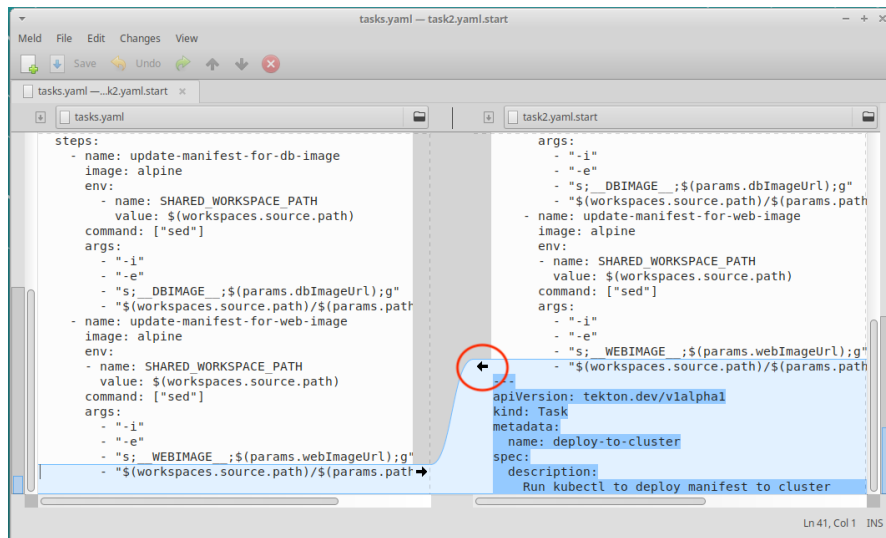 tasks.yaml — task2.yaml.start
Meld File Edit Changes View
Save Undo
tasks.yaml —...k2.yaml.start ×
tasks.yaml
steps:
  - name: update-manifest-for-db-image
    image: alpine
    env:
      - name: SHARED_WORKSPACE_PATH
        value: $(workspaces.source.path)
    command: ["sed"]
    args:
      - "-i"
      - "-e"
      - "s;__DBIMAGE__;$(params.dbImageUrl);g"
      - "$(workspaces.source.path)/$(params.path
  - name: update-manifest-for-web-image
    image: alpine
    env:
    - name: SHARED_WORKSPACE_PATH
      value: $(workspaces.source.path)
    command: ["sed"]
    args:
      - "-i"
      - "-e"
      - "s;__WEBIMAGE__;$(params.webImageUrl);g"
      - "$(workspaces.source.path)/$(params.path
task2.yaml.start
    args:
      - "-i"
      - "-e"
      - "s;__DBIMAGE__;$(params.dbImageUrl);g"
      - "$(workspaces.source.path)/$(params.path
  - name: update-manifest-for-web-image
    image: alpine
    env:
    - name: SHARED_WORKSPACE_PATH
      value: $(workspaces.source.path)
    command: ["sed"]
    args:
      - "-i"
      - "-e"
      - "s;__WEBIMAGE__;$(params.webImageUrl);g"
      - "$(workspaces.source.path)/$(params.path
---
apiVersion: tekton.dev/v1alpha1
kind: Task
metadata:
  name: deploy-to-cluster
spec:
  description:
    Run kubectl to deploy manifest to cluster
Ln 41, Col 1 INS